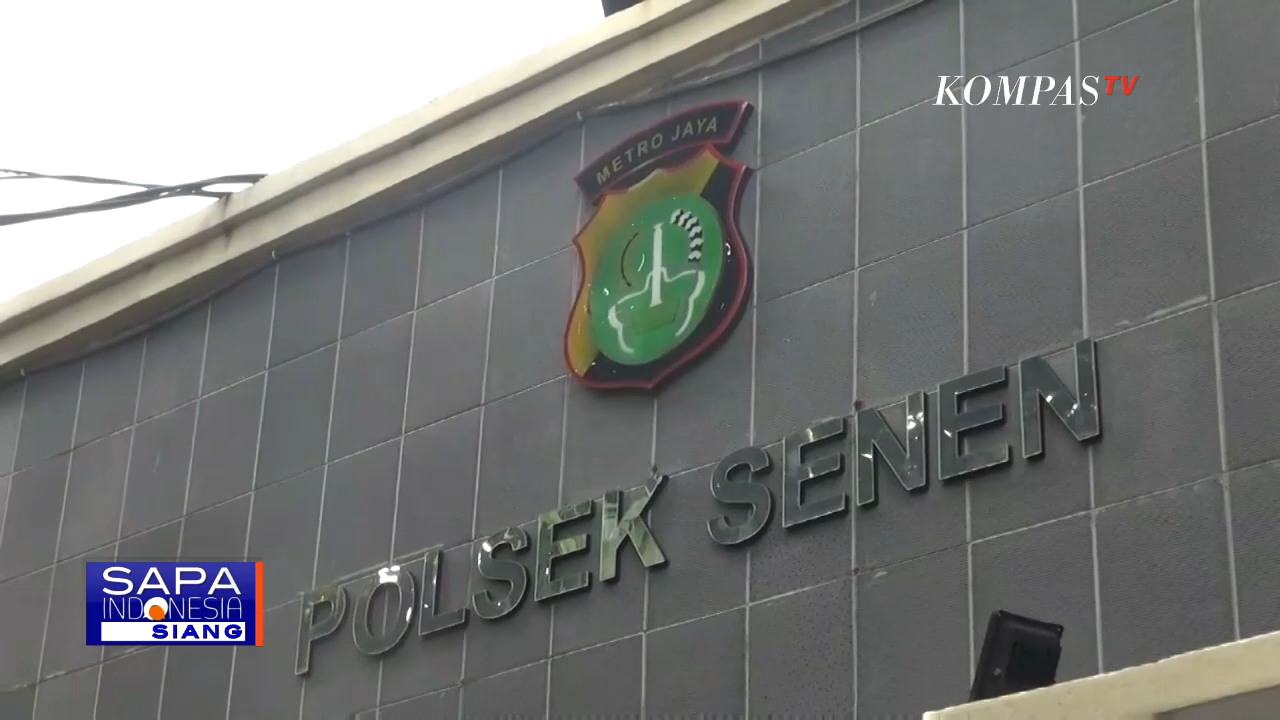 KOMPASTV
METRO JAYA
POLSEK SENEN
SAPA
INDONESIA
SIANG